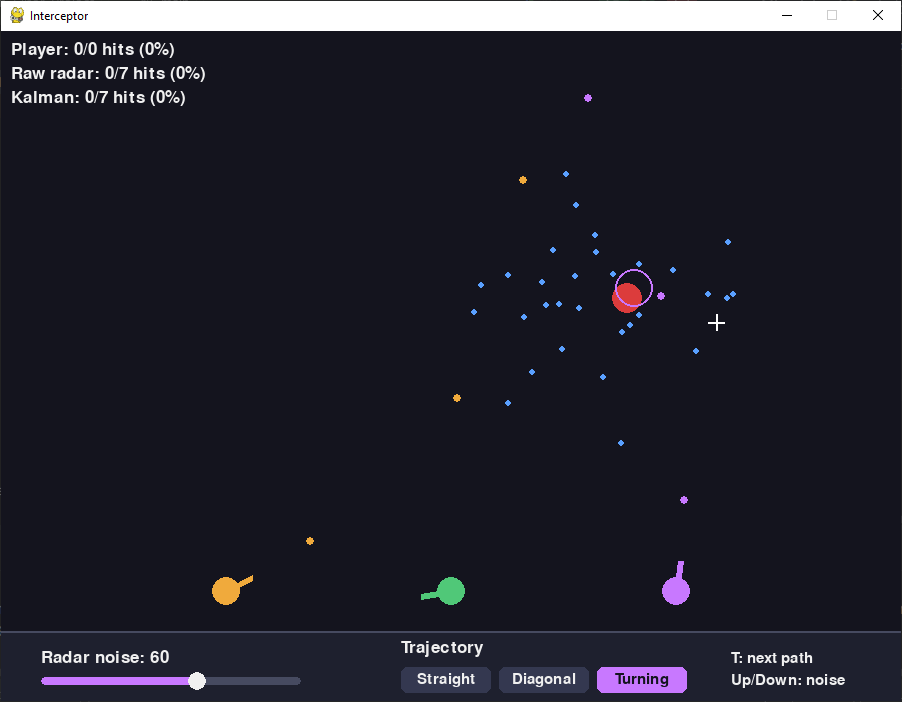 Interceptor
Player: 0/0 hits (0%)
Raw radar: 0/7 hits (0%)
Kalman: 0/7 hits (0%)
Radar noise: 60
Trajectory
Straight
Diagonal
Turning
T: next path
Up/Down: noise